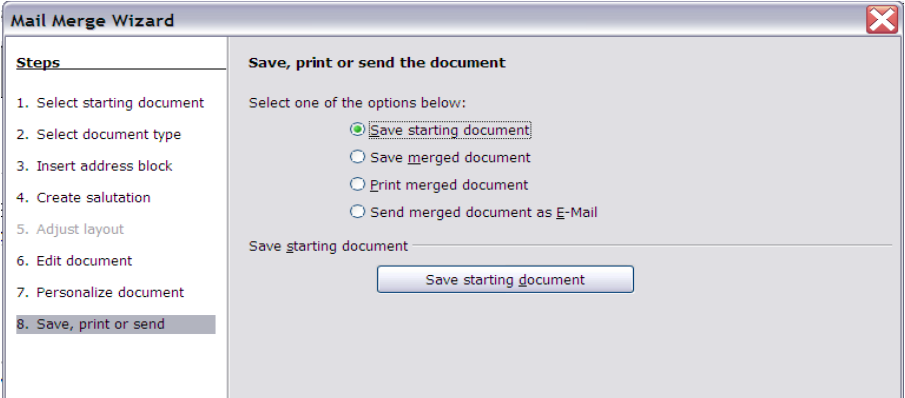 Mail Merge Wizard
Steps
1. Select starting document
2. Select document type
3. Insert address block
4. Create salutation
5. Adjust layout
6. Edit document
7. Personalize document
8. Save, print or send
Save, print or send the document
Select one of the options below:
Save starting document
Save merged document
Print merged document
Send merged document as E-Mail
Save starting document
Save starting document